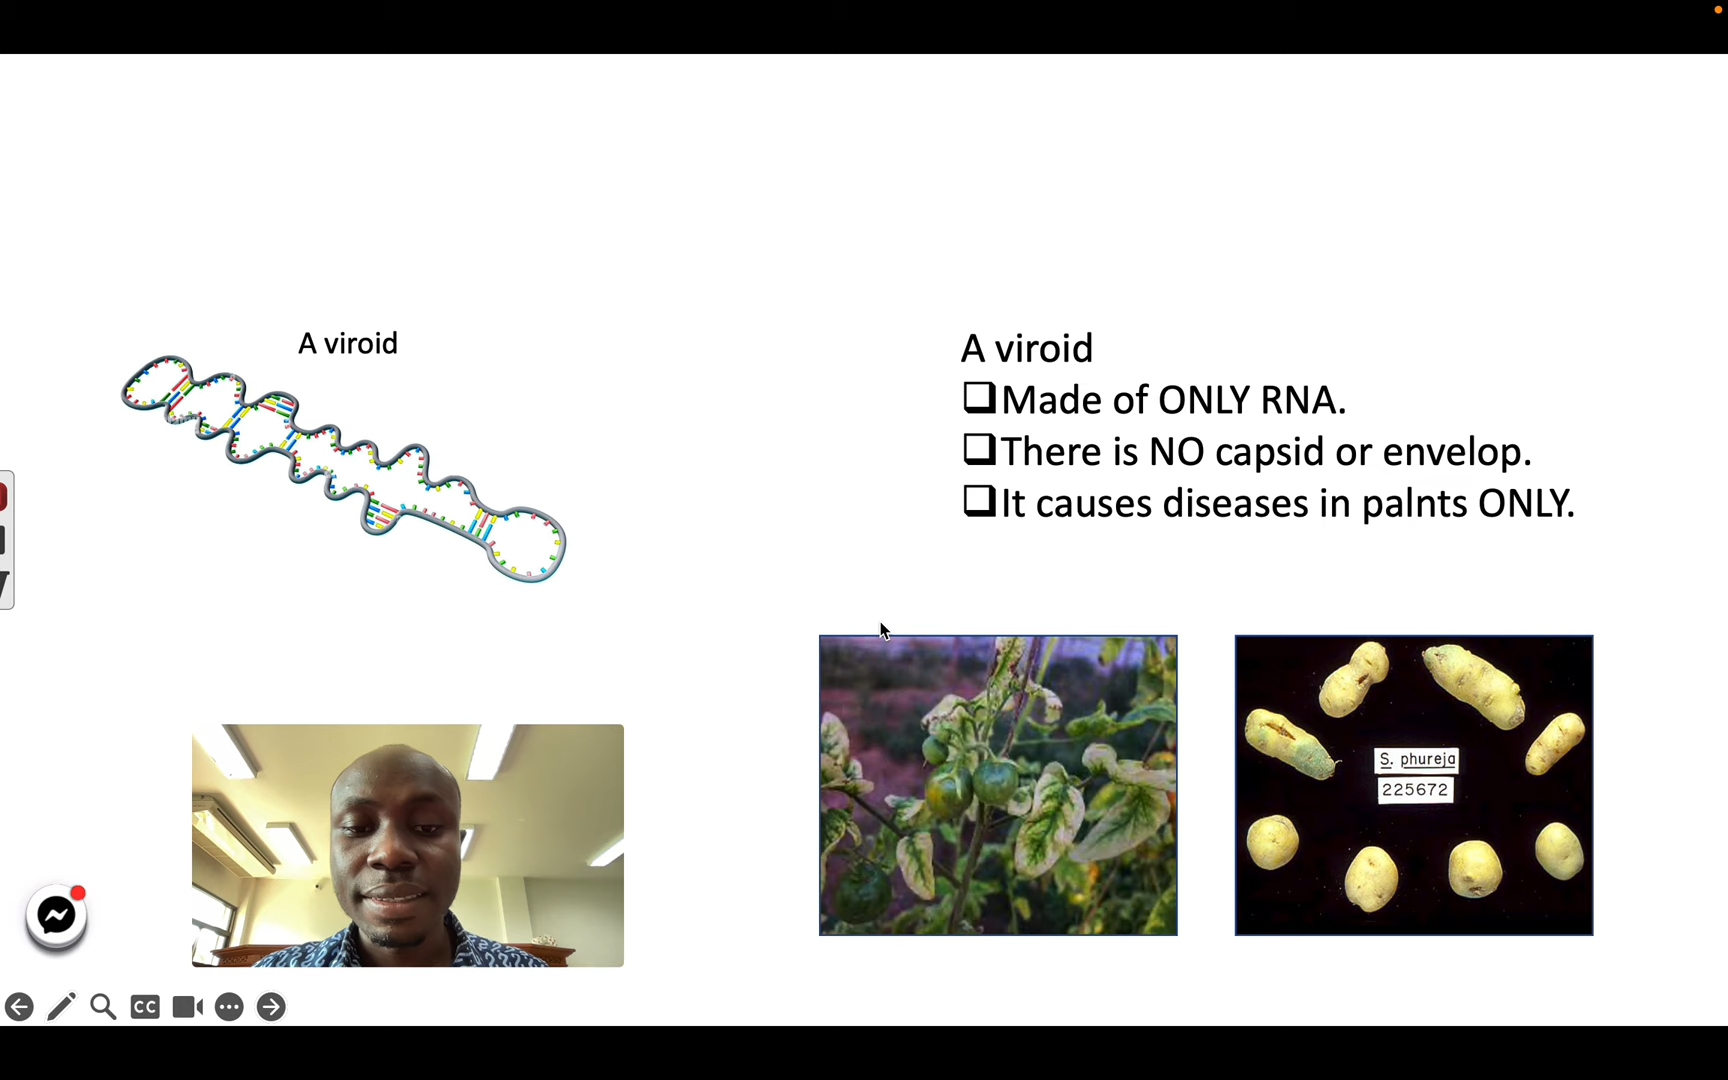 A viroid
A viroid
❑Made of ONLY RNA.
❑There is NO capsid or envelop.
❑It causes diseases in palnts ONLY.
S. phureja
225672
CC